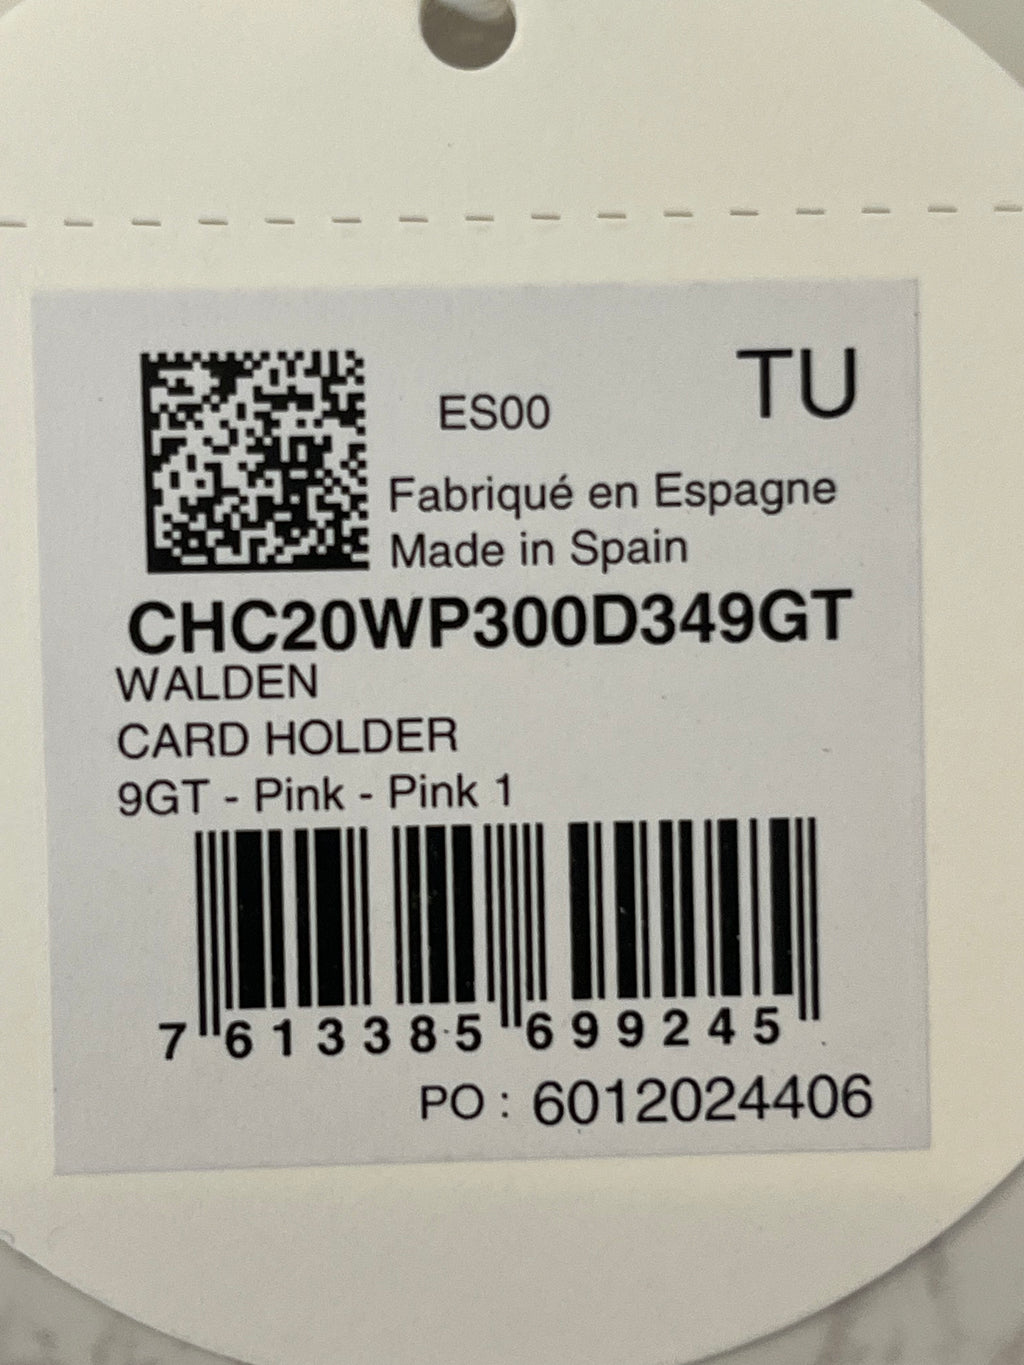 TU
ES00
Fabriqué en Espagne
Made in Spain
CHC20WP300D349GT
WALDEN
CARD HOLDER
9GT - Pink - Pink 1
7 613385 699245
PO : 6012024406